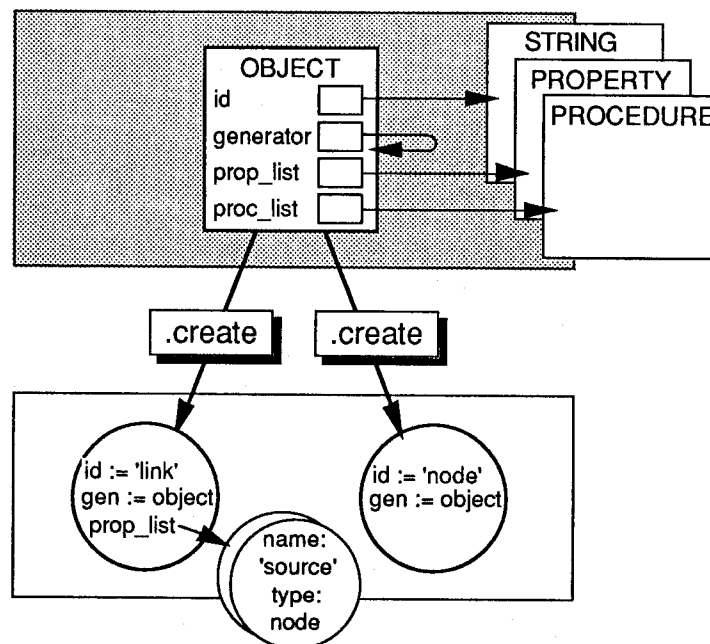 STRING
PROPERTY
PROCEDURE
OBJECT
id
generator
prop_list
proc_list
.create
.create
id := 'link'
gen := object
prop_list
name:
'source'
type:
node
id := 'node'
gen := object